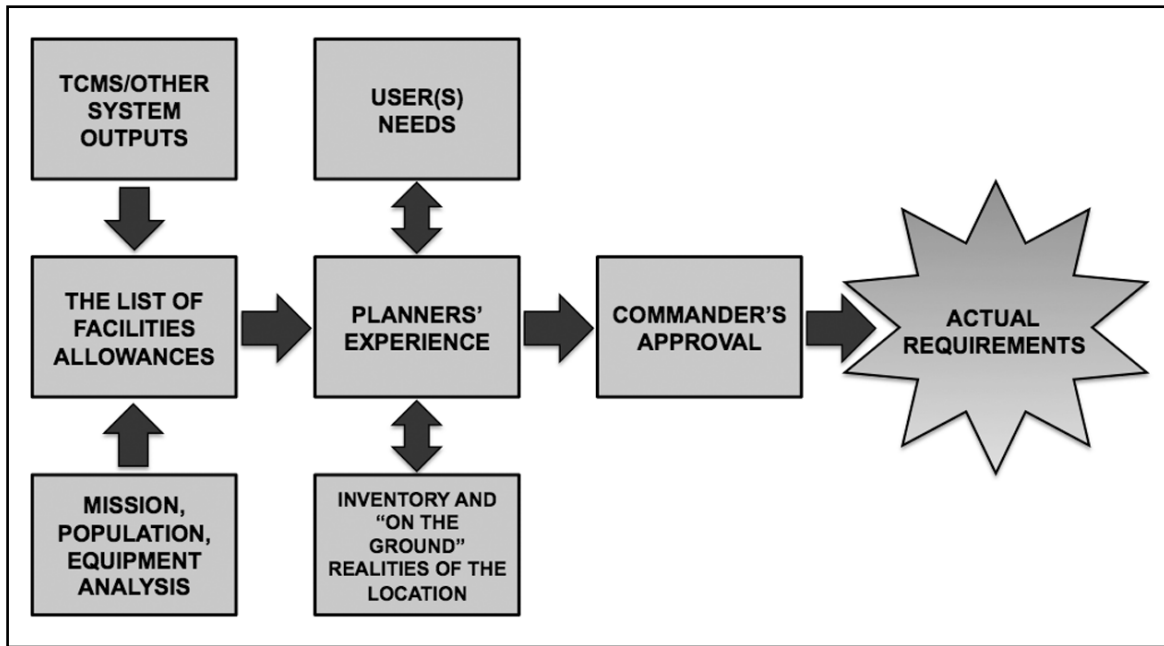 TCMS/OTHER
SYSTEM
OUTPUTS
USER(S)
NEEDS
THE LIST OF
FACILITIES
ALLOWANCES
PLANNERS’
EXPERIENCE
COMMANDER’S
APPROVAL
ACTUAL
REQUIREMENTS
MISSION,
POPULATION,
EQUIPMENT
ANALYSIS
INVENTORY AND
“ON THE
GROUND”
REALITIES OF THE
LOCATION